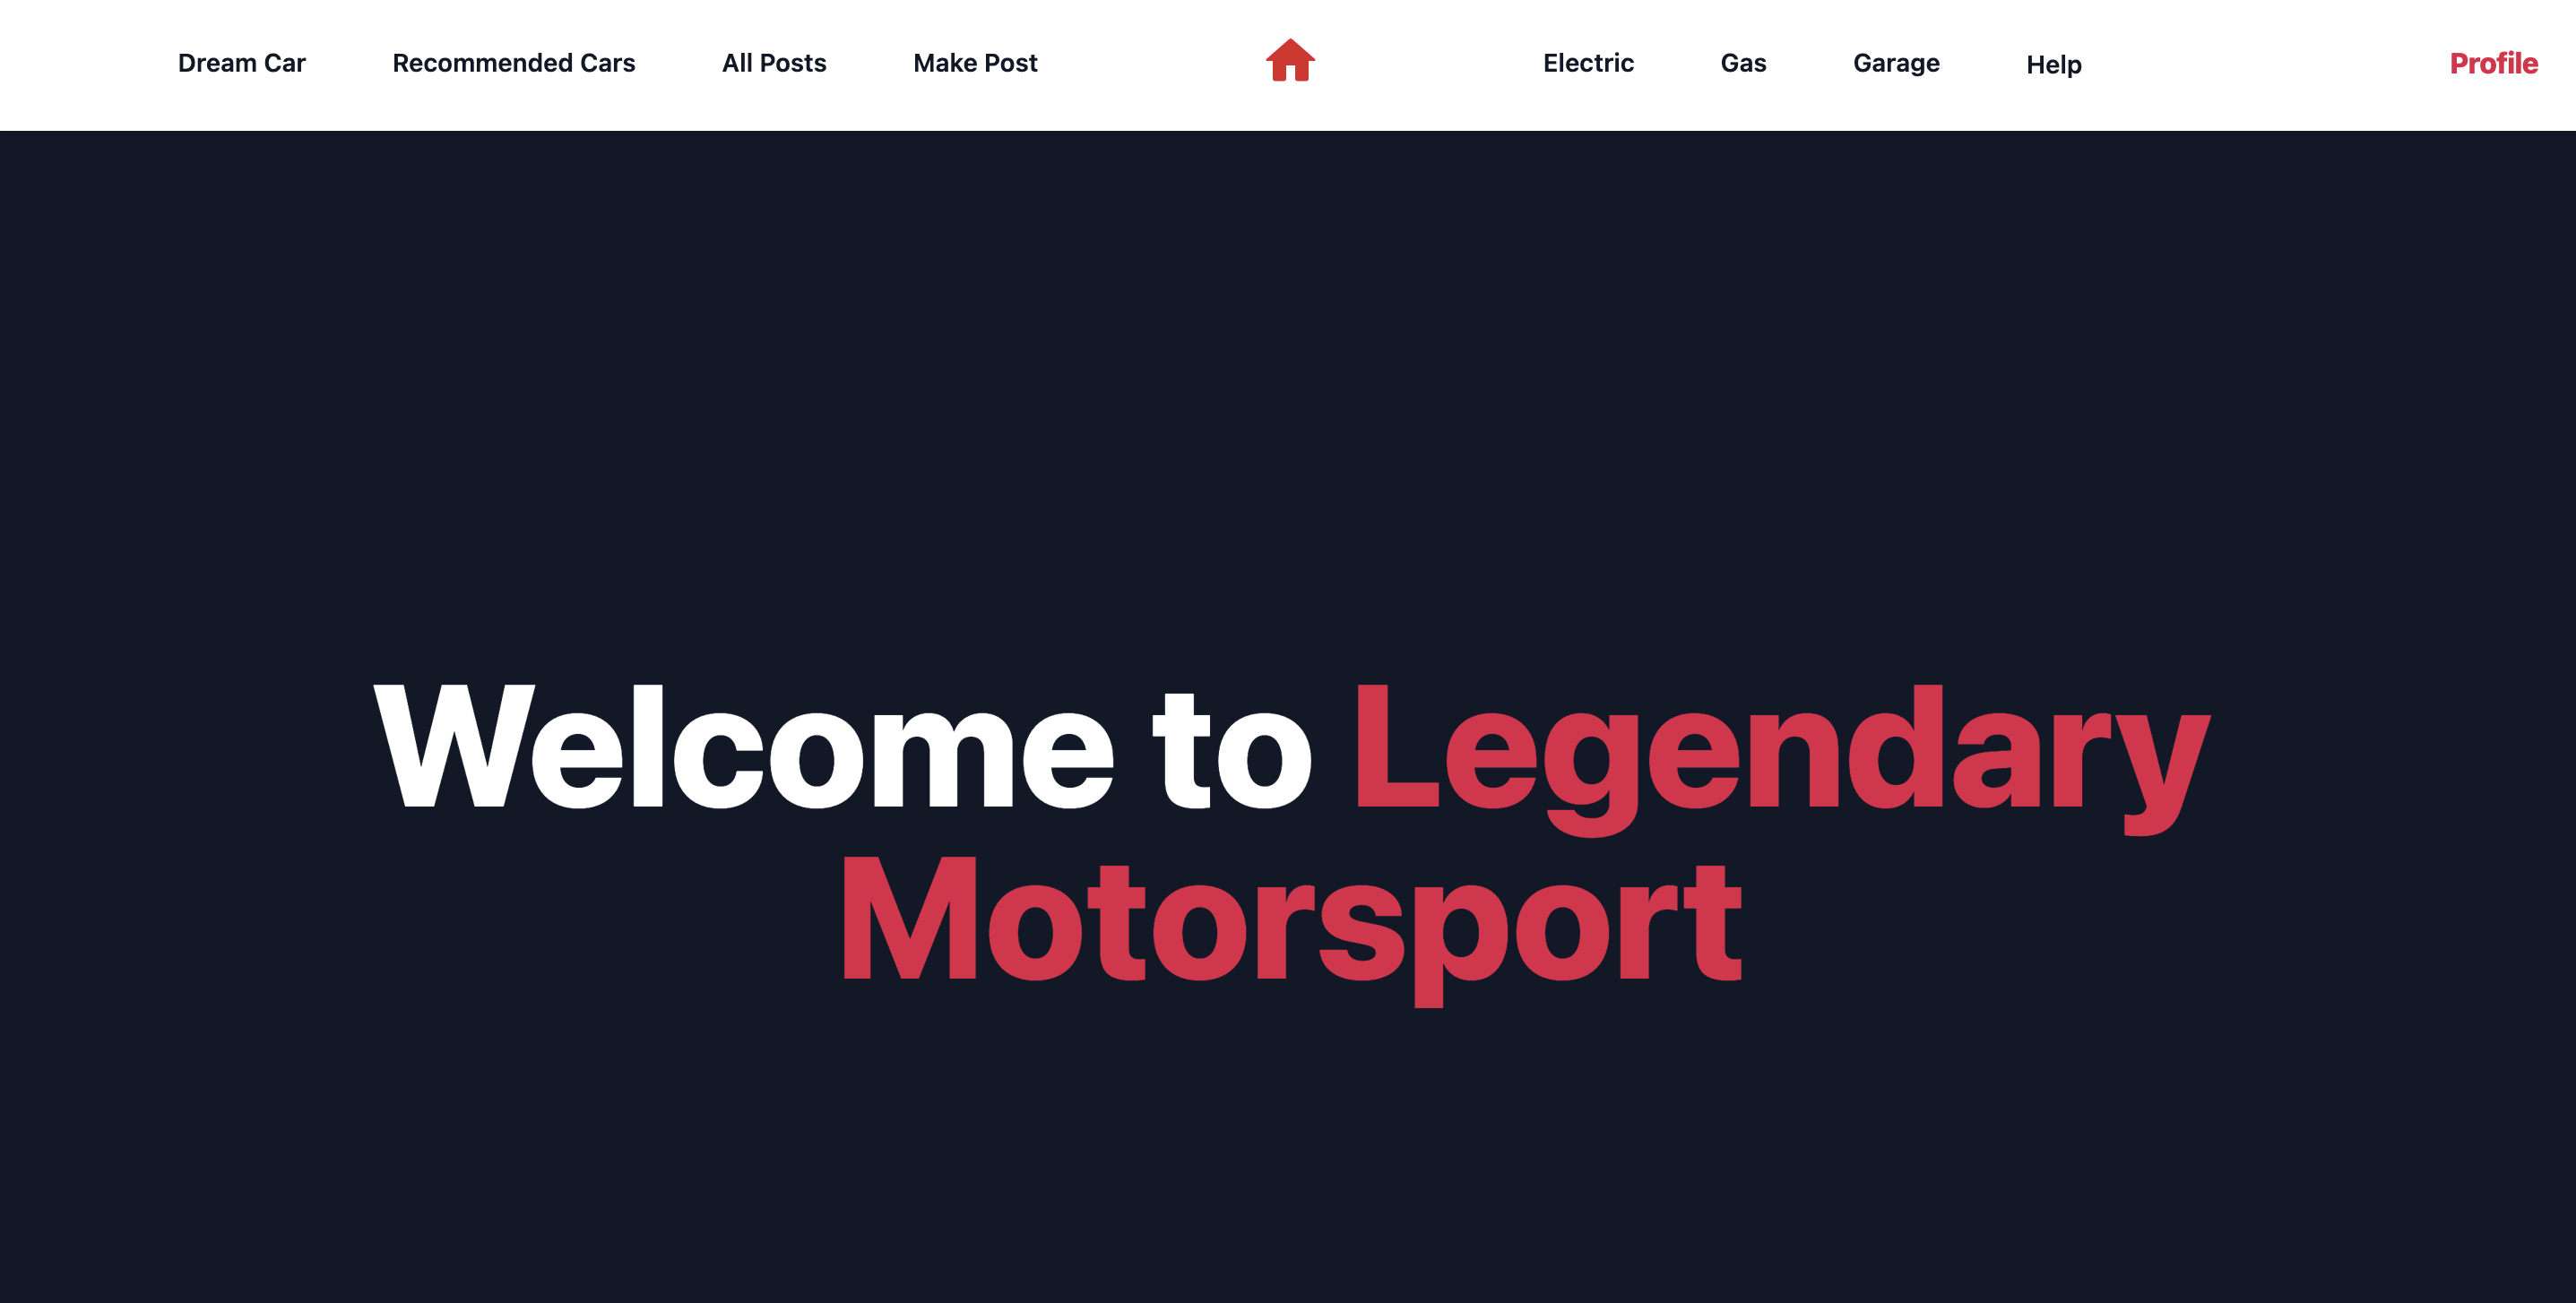 Dream Car Recommended Cars All Posts Make Post Electric Gas Garage Help Profile
Welcome to Legendary
Motorsport